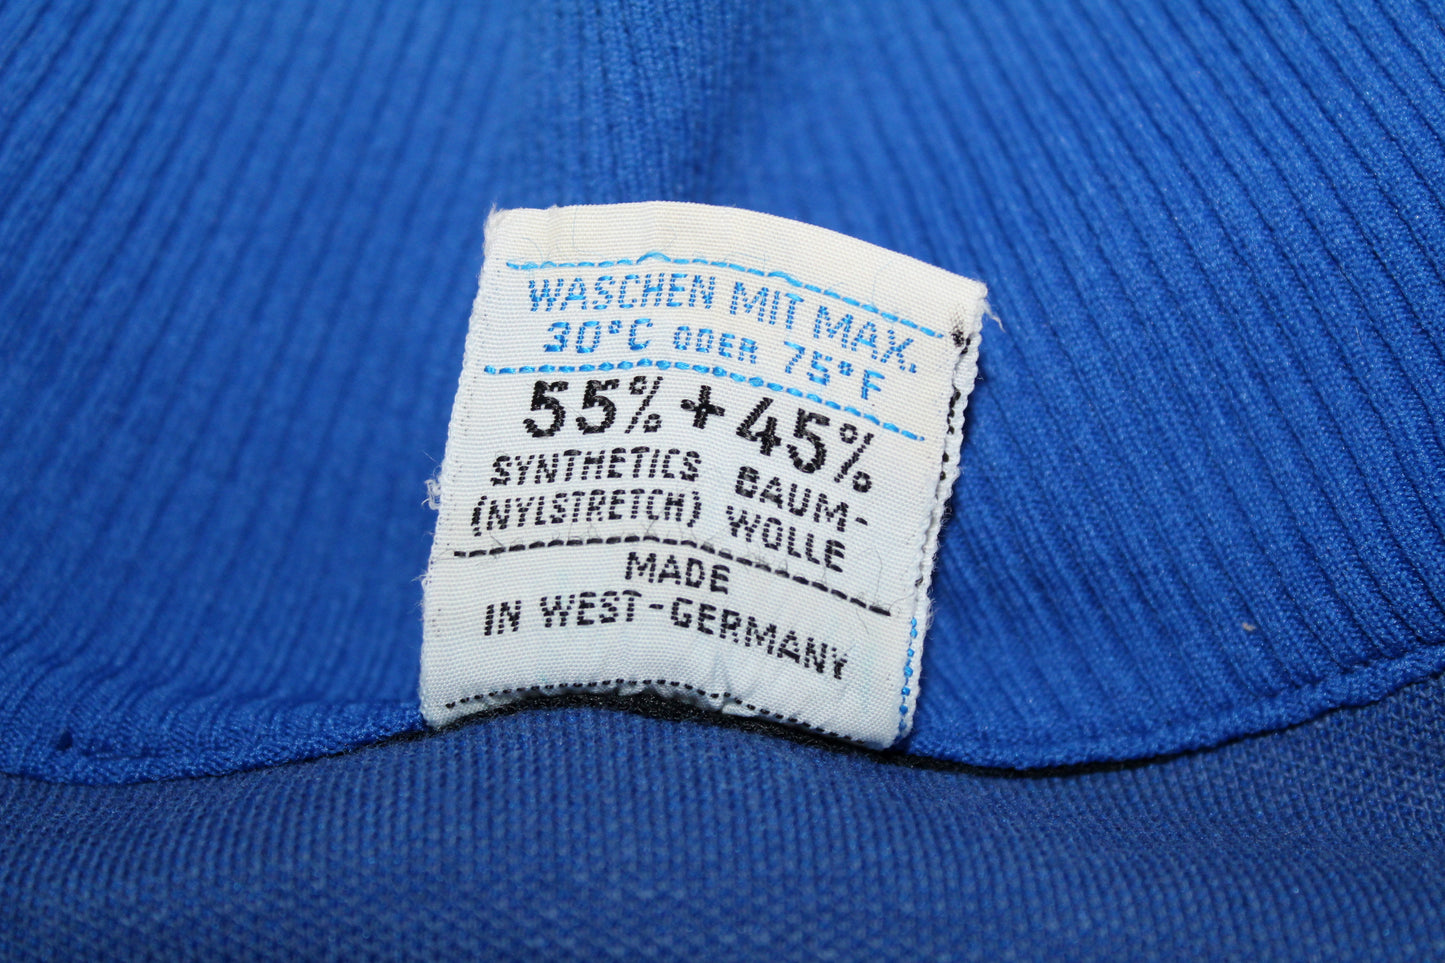 WASCHEN MIT MAX.
30°C ODER 75°F
55% + 45%
SYNTHETICS
(NYLSTRETCH)
BAUM-
WOLLE
MADE
IN WEST-GERMANY